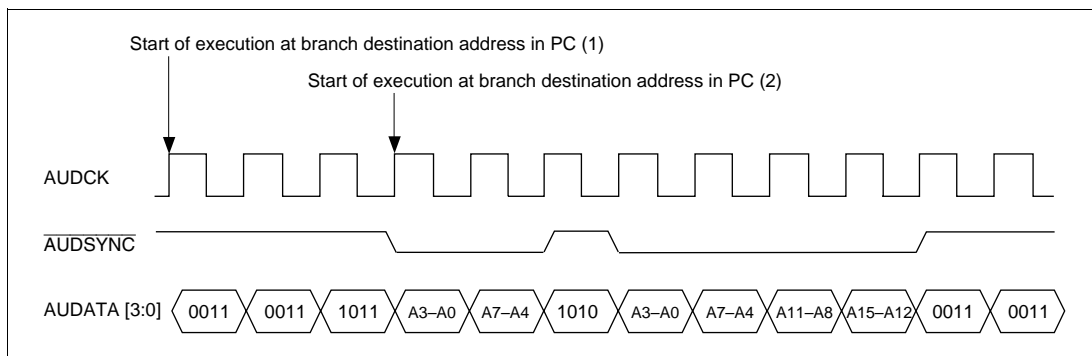 Start of execution at branch destination address in PC (1)
Start of execution at branch destination address in PC (2)
AUDCK
AUDSYNC
AUDATA [3:0] 0011 0011 1011 A3–A0 A7–A4 1010 A3–A0 A7–A4 A11–A8 A15–A12 0011 0011